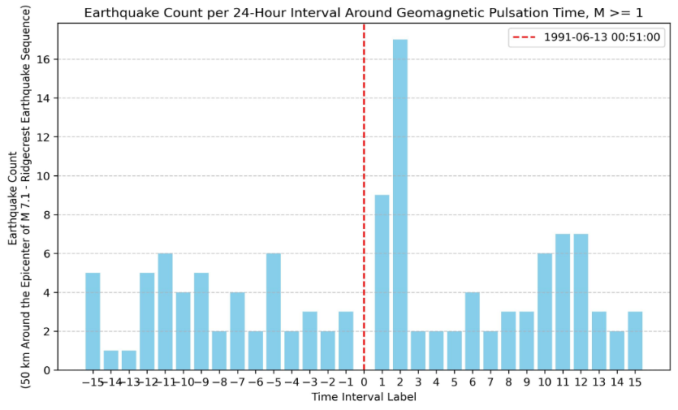 Earthquake Count per 24-Hour Interval Around Geomagnetic Pulsation Time, M >= 1
1991-06-13 00:51:00
Earthquake Count
(50 km Around the Epicenter of M 7.1 - Ridgecrest Earthquake Sequence)
16
14
12
10
8
6
4
2
0
−15 −14 −13 −12 −11 −10 −9 −8 −7 −6 −5 −4 −3 −2 −1 0 1 2 3 4 5 6 7 8 9 10 11 12 13 14 15
Time Interval Label